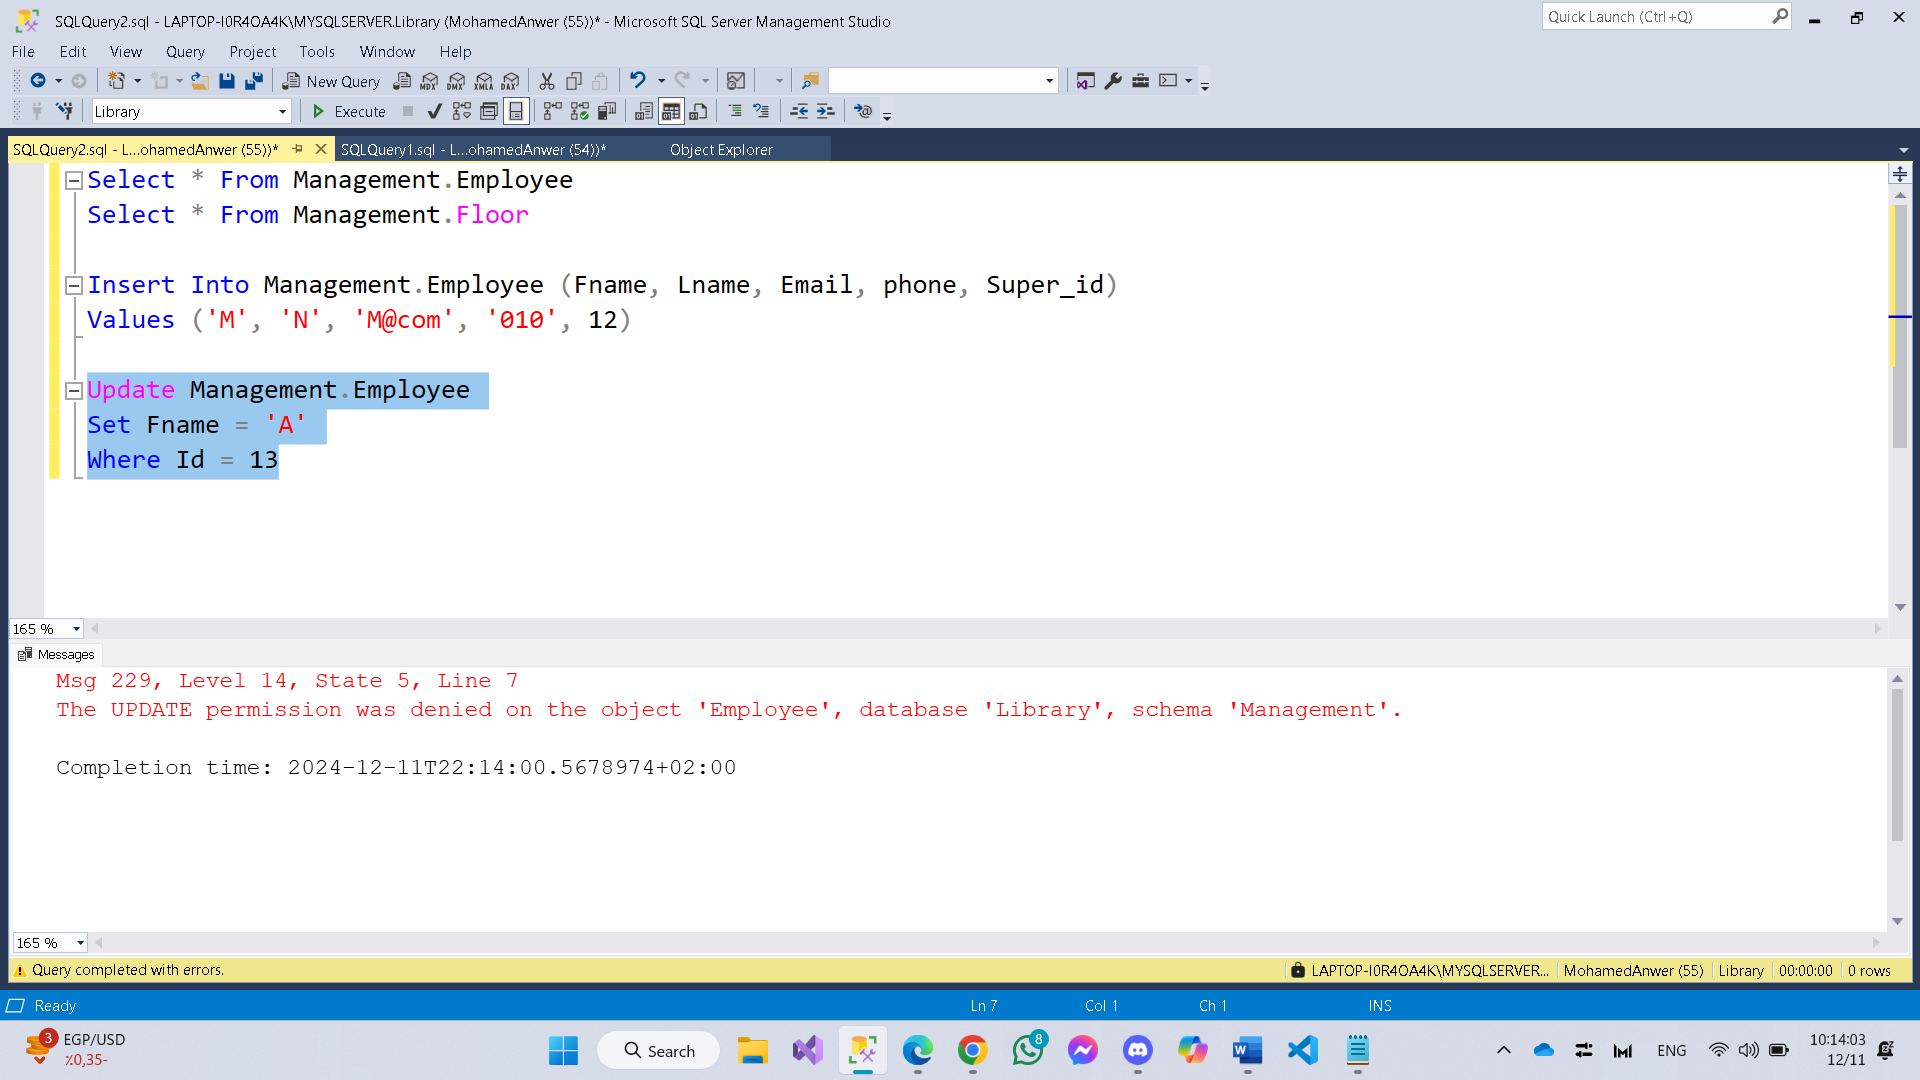 SQLQuery2.sql - LAPTOP-I0R4OA4K\MYSQLSERVER.Library (MohamedAnwer (55))* - Microsoft SQL Server Management Studio
Quick Launch (Ctrl+Q)
File Edit View Query Project Tools Window Help
New Query MDX DMX XMLA DAX
Library Execute
SQLQuery2.sql - L...ohamedAnwer (55))* SQLQuery1.sql - L...ohamedAnwer (54))* Object Explorer
Select * From Management.Employee
Select * From Management.Floor
Insert Into Management.Employee (Fname, Lname, Email, phone, Super_id)
Values ('M', 'N', 'M@com', '010', 12)
Update Management.Employee
Set Fname = 'A'
Where Id = 13
165 %
Messages
Msg 229, Level 14, State 5, Line 7
The UPDATE permission was denied on the object 'Employee', database 'Library', schema 'Management'.
Completion time: 2024-12-11T22:14:00.5678974+02:00
165 %
Query completed with errors. LAPTOP-I0R4OA4K\MYSQLSERVER... MohamedAnwer (55) Library 00:00:00 0 rows
Ready Ln 7 Col 1 Ch 1 INS
3 EGP/USD
٪0,35-
Search
8
ENG
10:14:03
12/11